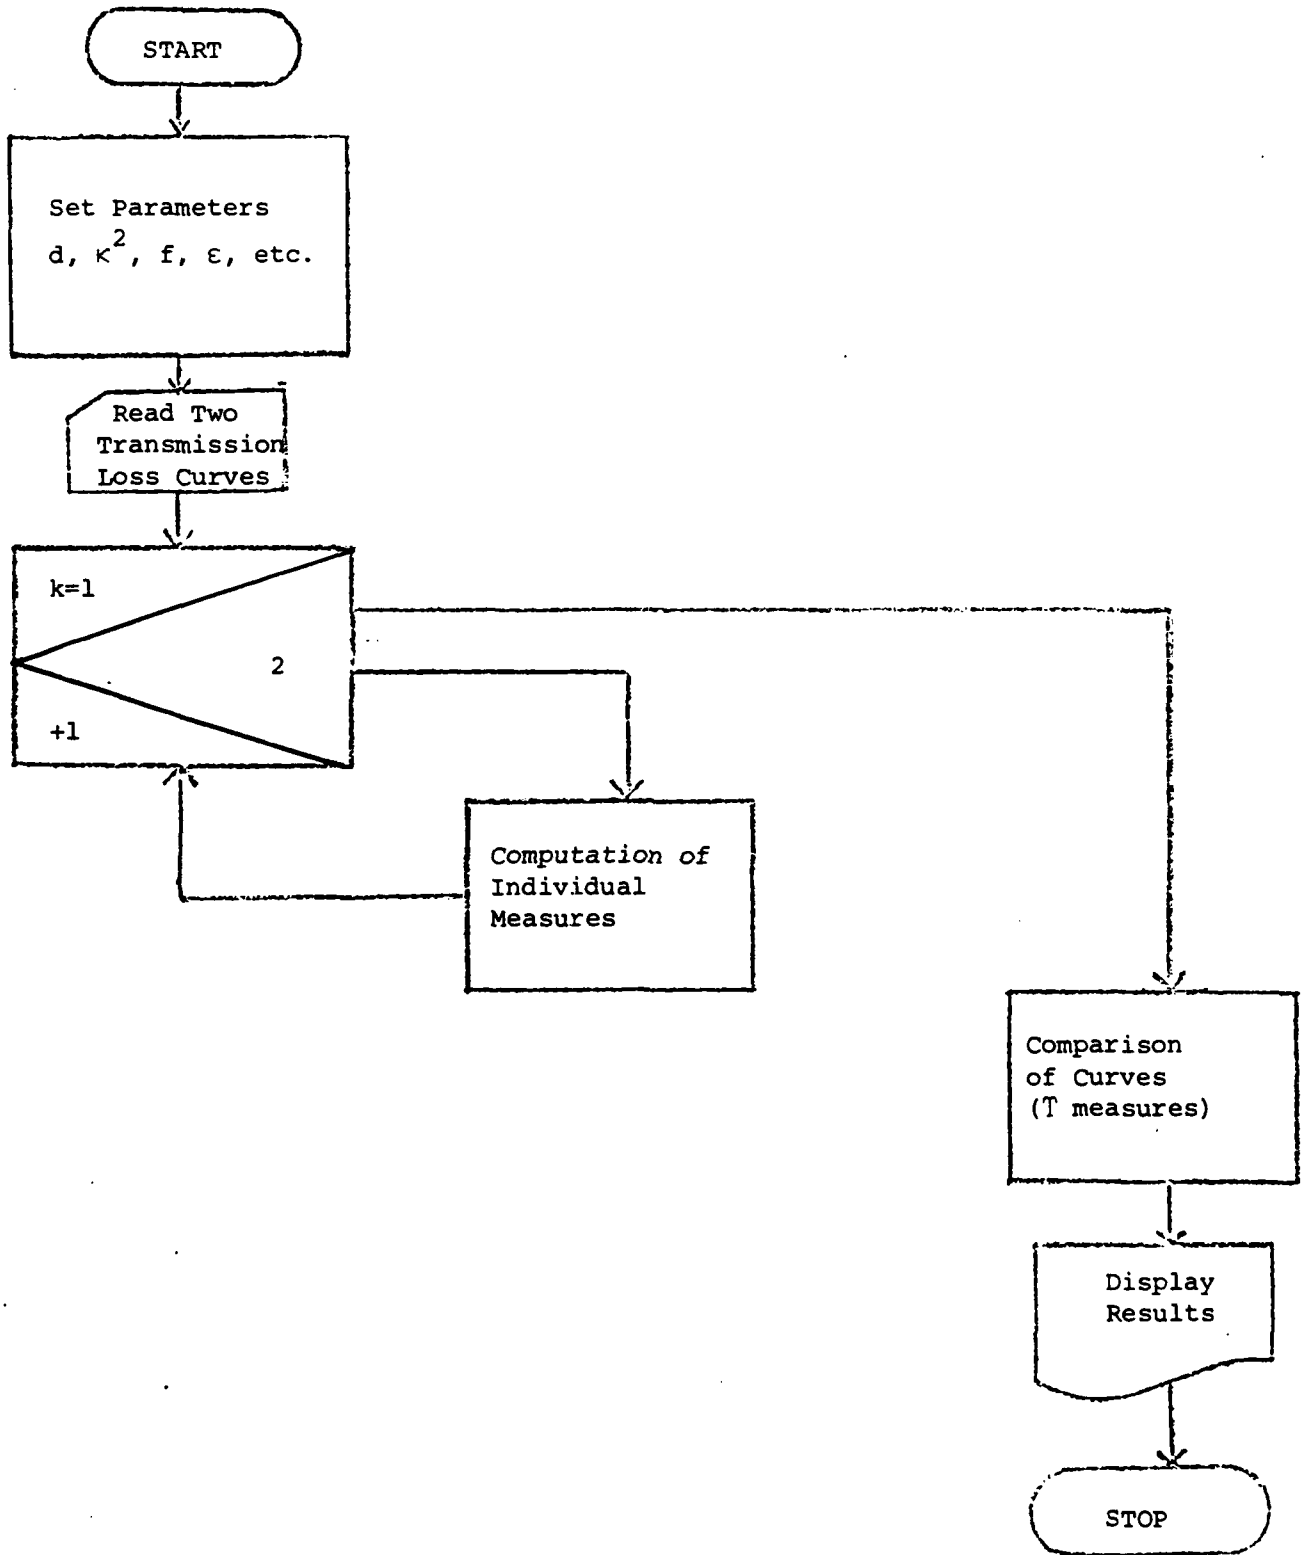 START
Set Parameters
d, κ², f, ε, etc.
Read Two
Transmission
Loss Curves
k=1
2
+1
Computation of
Individual
Measures
Comparison
of Curves
(T measures)
Display
Results
STOP